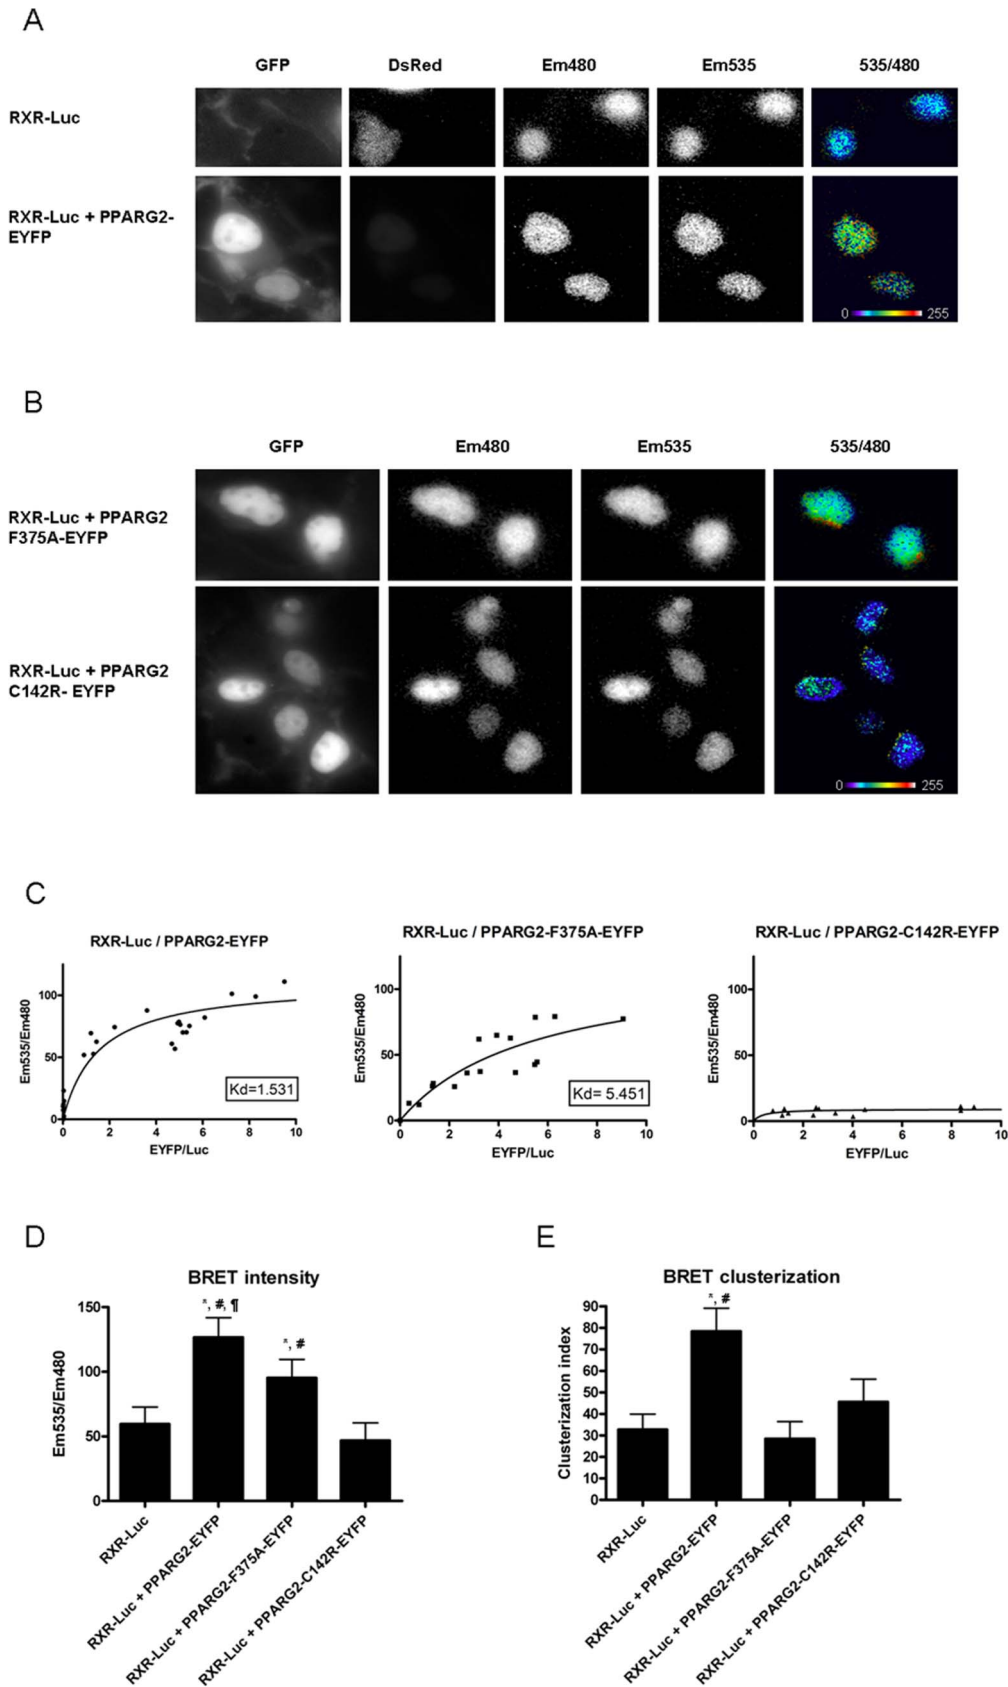 A
GFP DsRed Em480 Em535 535/480
RXR-Luc
RXR-Luc + PPARG2-
EYFP
0 255
B
GFP Em480 Em535 535/480
RXR-Luc + PPARG2
F375A-EYFP
RXR-Luc + PPARG2
C142R- EYFP
0 255
C
RXR-Luc / PPARG2-EYFP
Em535/Em480
100
50
0
0 2 4 6 8 10
EYFP/Luc
Kd=1.531
RXR-Luc / PPARG2-F375A-EYFP
Em535/Em480
100
50
0
0 2 4 6 8 10
EYFP/Luc
Kd= 5.451
RXR-Luc / PPARG2-C142R-EYFP
Em535/Em480
100
50
0
0 2 4 6 8 10
EYFP/Luc
D
BRET intensity
Em535/Em480
150
100
50
0
*, #, ¶
*, #
RXR-Luc
RXR-Luc + PPARG2-EYFP
RXR-Luc + PPARG2-F375A-EYFP
RXR-Luc + PPARG2-C142R-EYFP
E
BRET clusterization
Clusterization index
90
80
70
60
50
40
30
20
10
0
*, #
RXR-Luc
RXR-Luc + PPARG2-EYFP
RXR-Luc + PPARG2-F375A-EYFP
RXR-Luc + PPARG2-C142R-EYFP